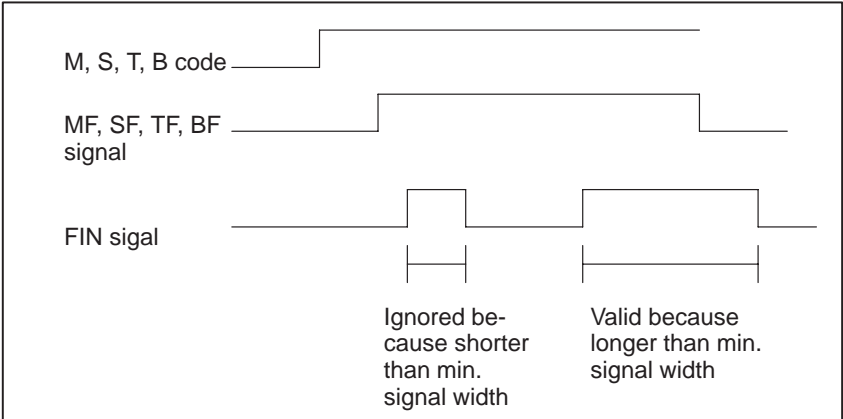 M, S, T, B code
MF, SF, TF, BF
signal
FIN sigal
Ignored be-
cause shorter
than min.
signal width
Valid because
longer than min.
signal width